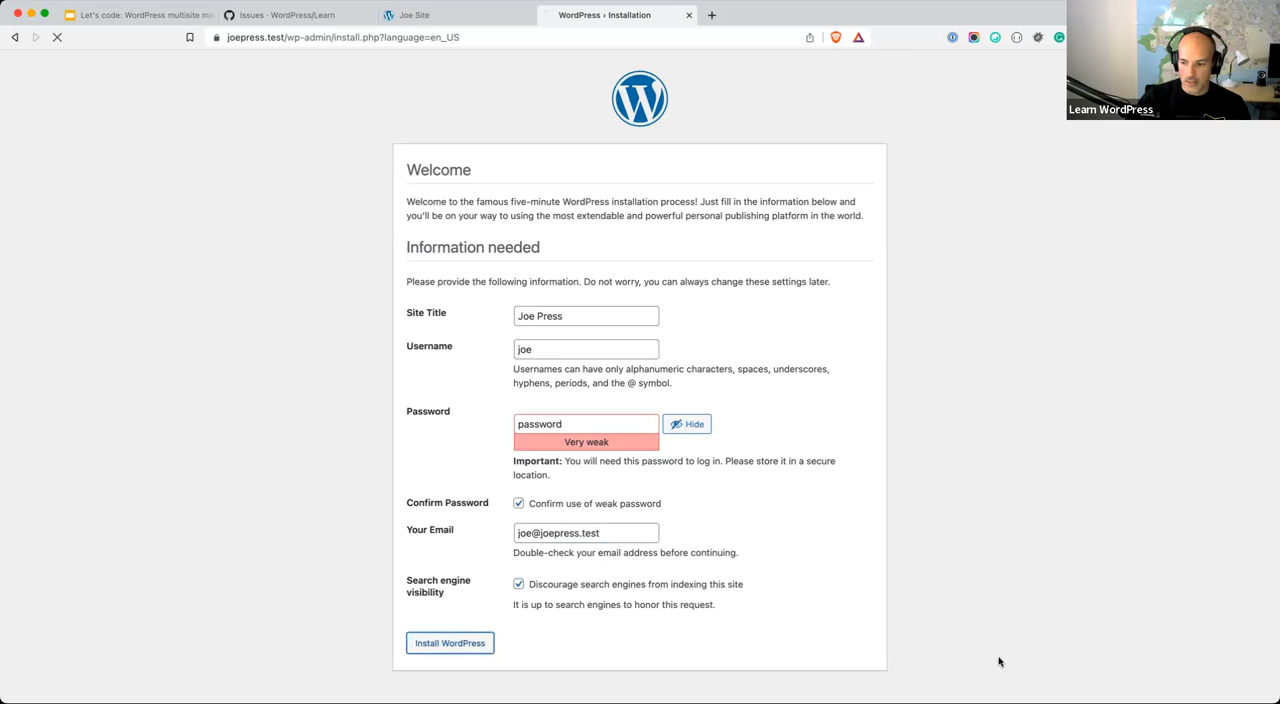 Let's code: WordPress multisite ma
Issues · WordPress/Learn
Joe Site
WordPress › Installation
joepress.test/wp-admin/install.php?language=en_US
Learn WordPress
Welcome
Welcome to the famous five-minute WordPress installation process! Just fill in the information below and
you'll be on your way to using the most extendable and powerful personal publishing platform in the world.
Information needed
Please provide the following information. Do not worry, you can always change these settings later.
Site Title
Joe Press
Username
joe
Usernames can have only alphanumeric characters, spaces, underscores,
hyphens, periods, and the @ symbol.
Password
password
Hide
Very weak
Important: You will need this password to log in. Please store it in a secure
location.
Confirm Password
Confirm use of weak password
Your Email
joe@joepress.test
Double-check your email address before continuing.
Search engine
visibility
Discourage search engines from indexing this site
It is up to search engines to honor this request.
Install WordPress